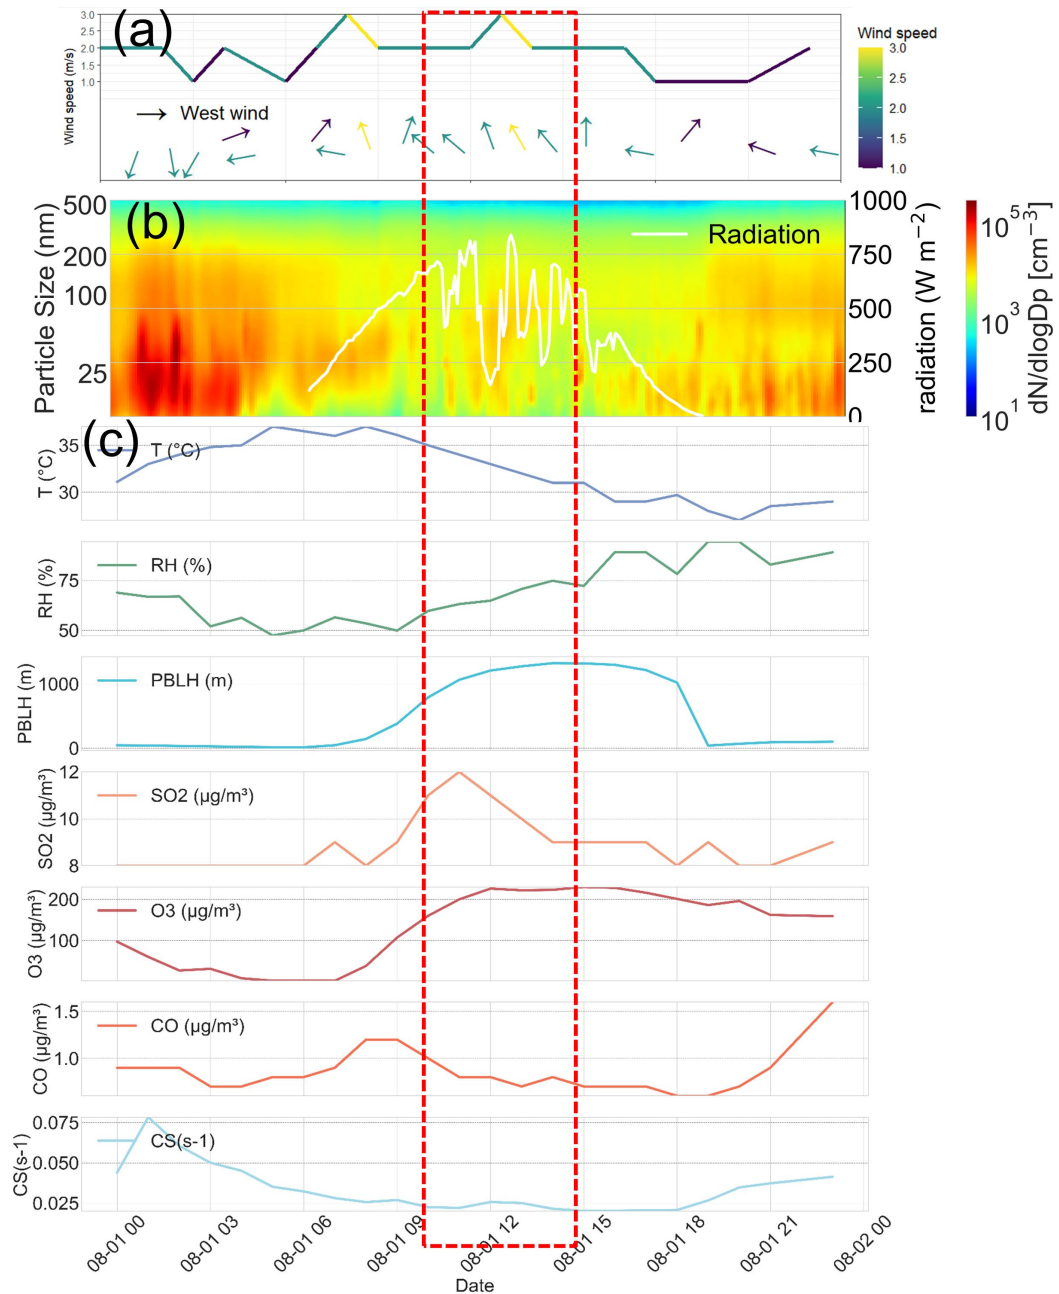 (a)
Wind speed (m/s)
3.0
2.5
2.0
1.5
1.0
West wind
Wind speed
3.0
2.5
2.0
1.5
1.0
(b)
Particle Size (nm)
500
200
100
25
Radiation
1000
750
500
250
0
radiation (W m⁻²)
10⁵
10³
10¹
dN/dlogDp [cm⁻³]
(c)
T (°C)
35
30
T (°C)
RH (%)
75
50
RH (%)
PBLH (m)
1000
0
PBLH (m)
SO2 (μg/m³)
12
10
8
SO2 (μg/m³)
O3 (μg/m³)
200
100
O3 (μg/m³)
CO (μg/m³)
1.5
1.0
CO (μg/m³)
CS(s-1)
0.075
0.050
0.025
CS(s-1)
08-01 00
08-01 03
08-01 06
08-01 09
08-01 12
08-01 15
08-01 18
08-01 21
08-02 00
Date